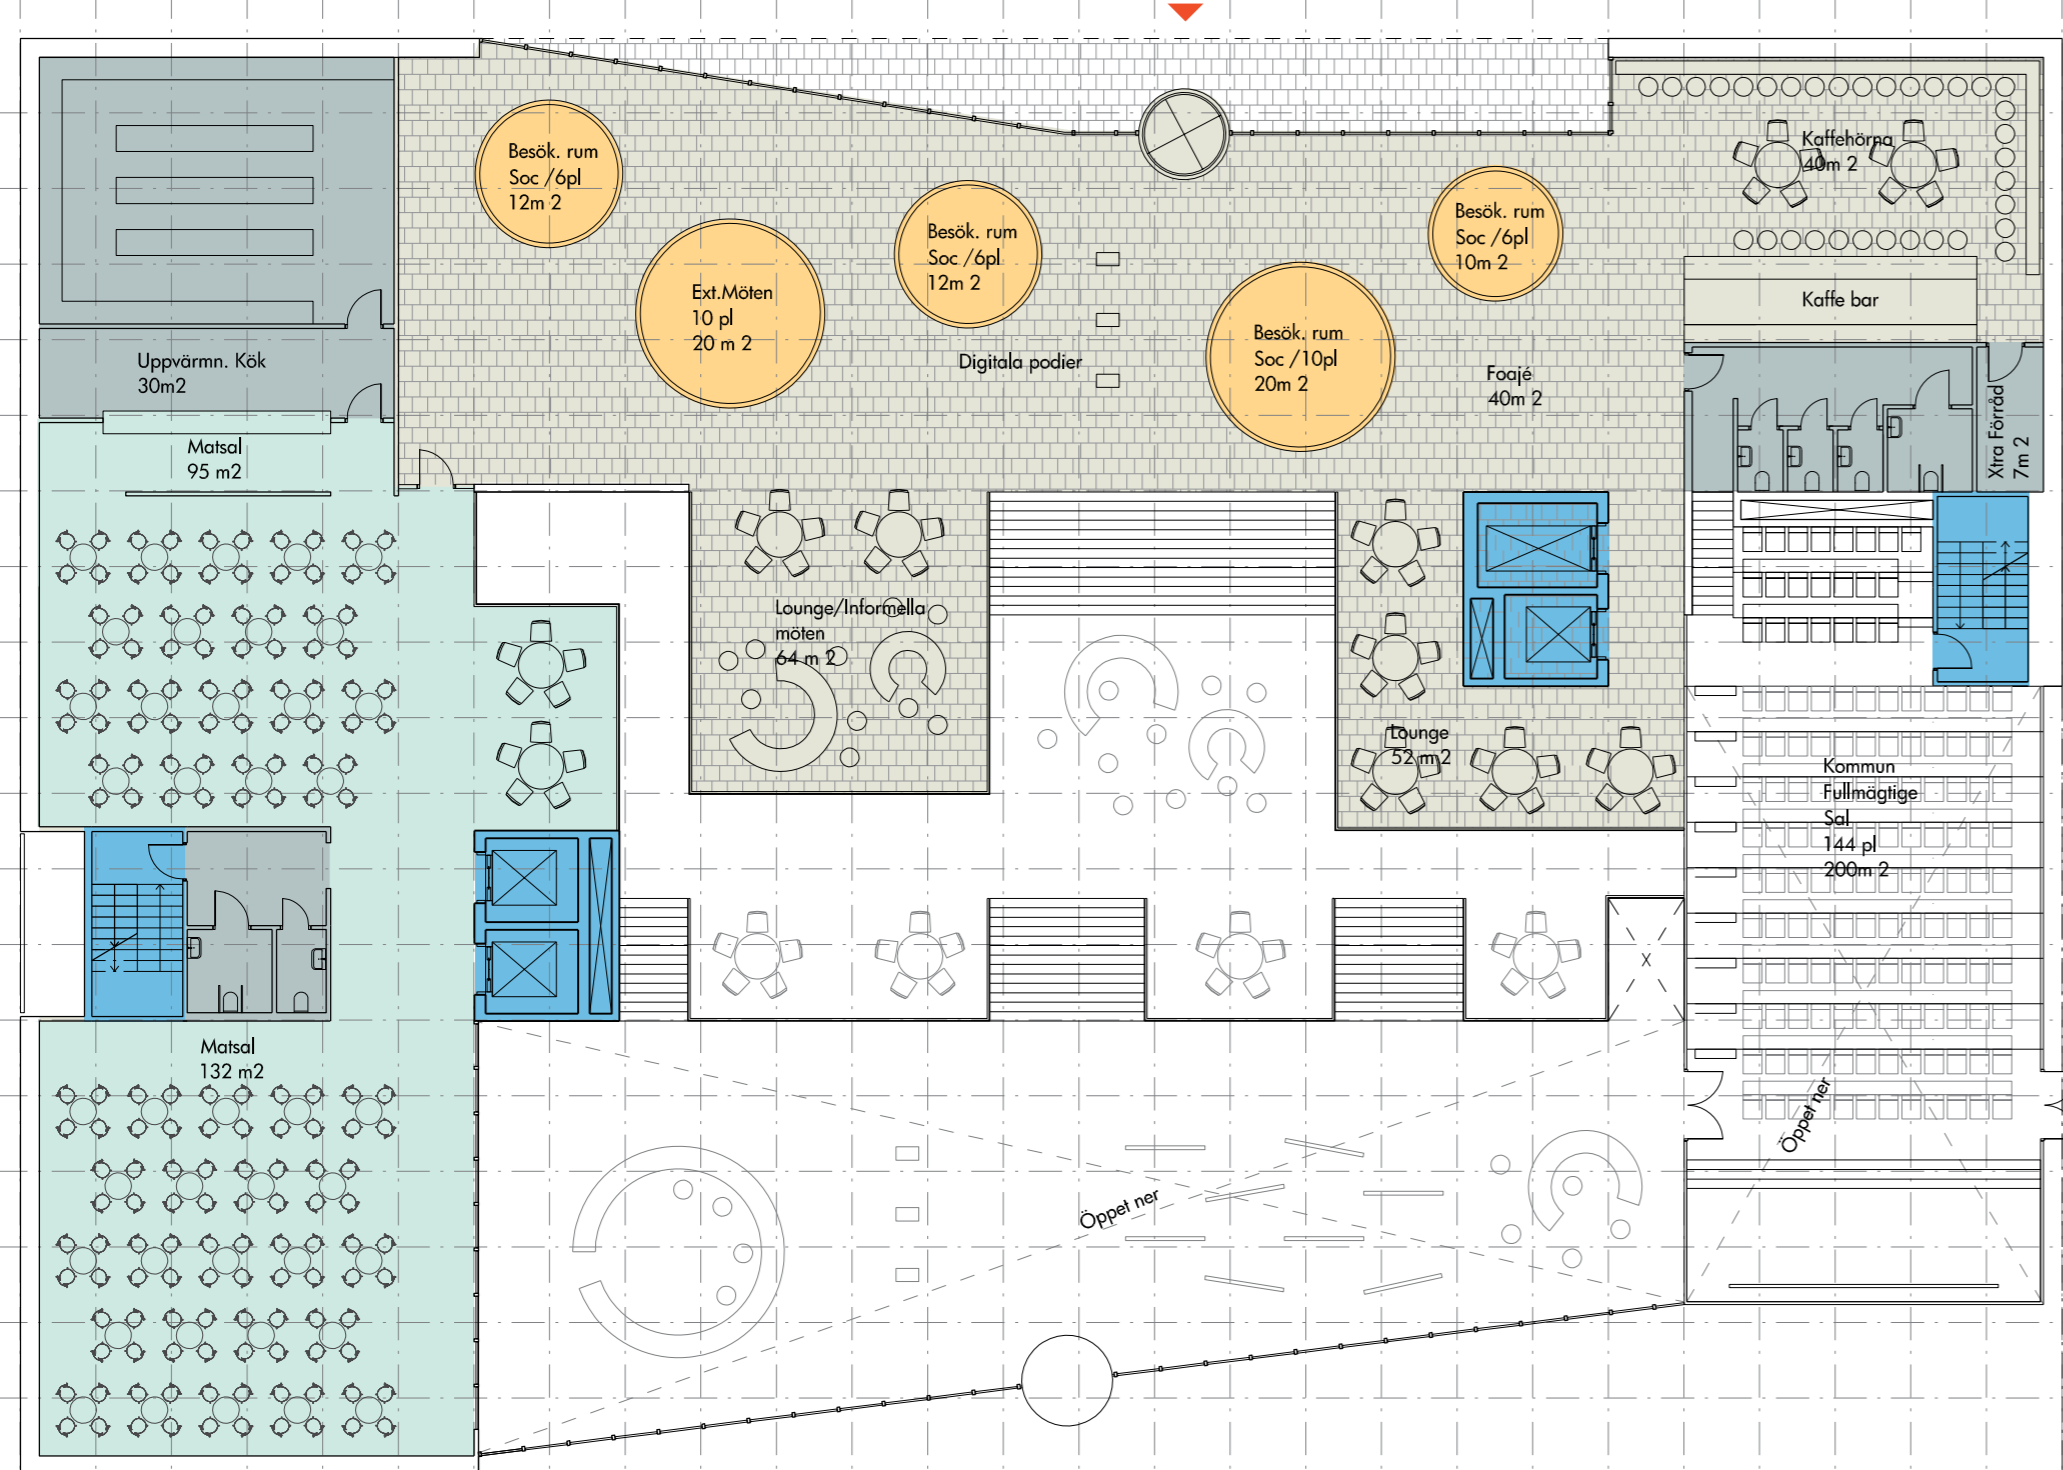 Besök. rum
Soc /6pl
12m 2
Ext.Möten
10 pl
20 m 2
Besök. rum
Soc /6pl
12m 2
Digitala podier
Besök. rum
Soc /10pl
20m 2
Besök. rum
Soc /6pl
10m 2
Foajé
40m 2
Kaffehörna
40m 2
Kaffe bar
Xtra Förråd
7m 2
Uppvärmn. Kök
30m2
Matsal
95 m2
Lounge/Informella
möten
64 m 2
Lounge
52 m 2
Kommun
Fullmägtige
Sal
144 pl
200m 2
X
Matsal
132 m2
Öppet ner
Öppet ner